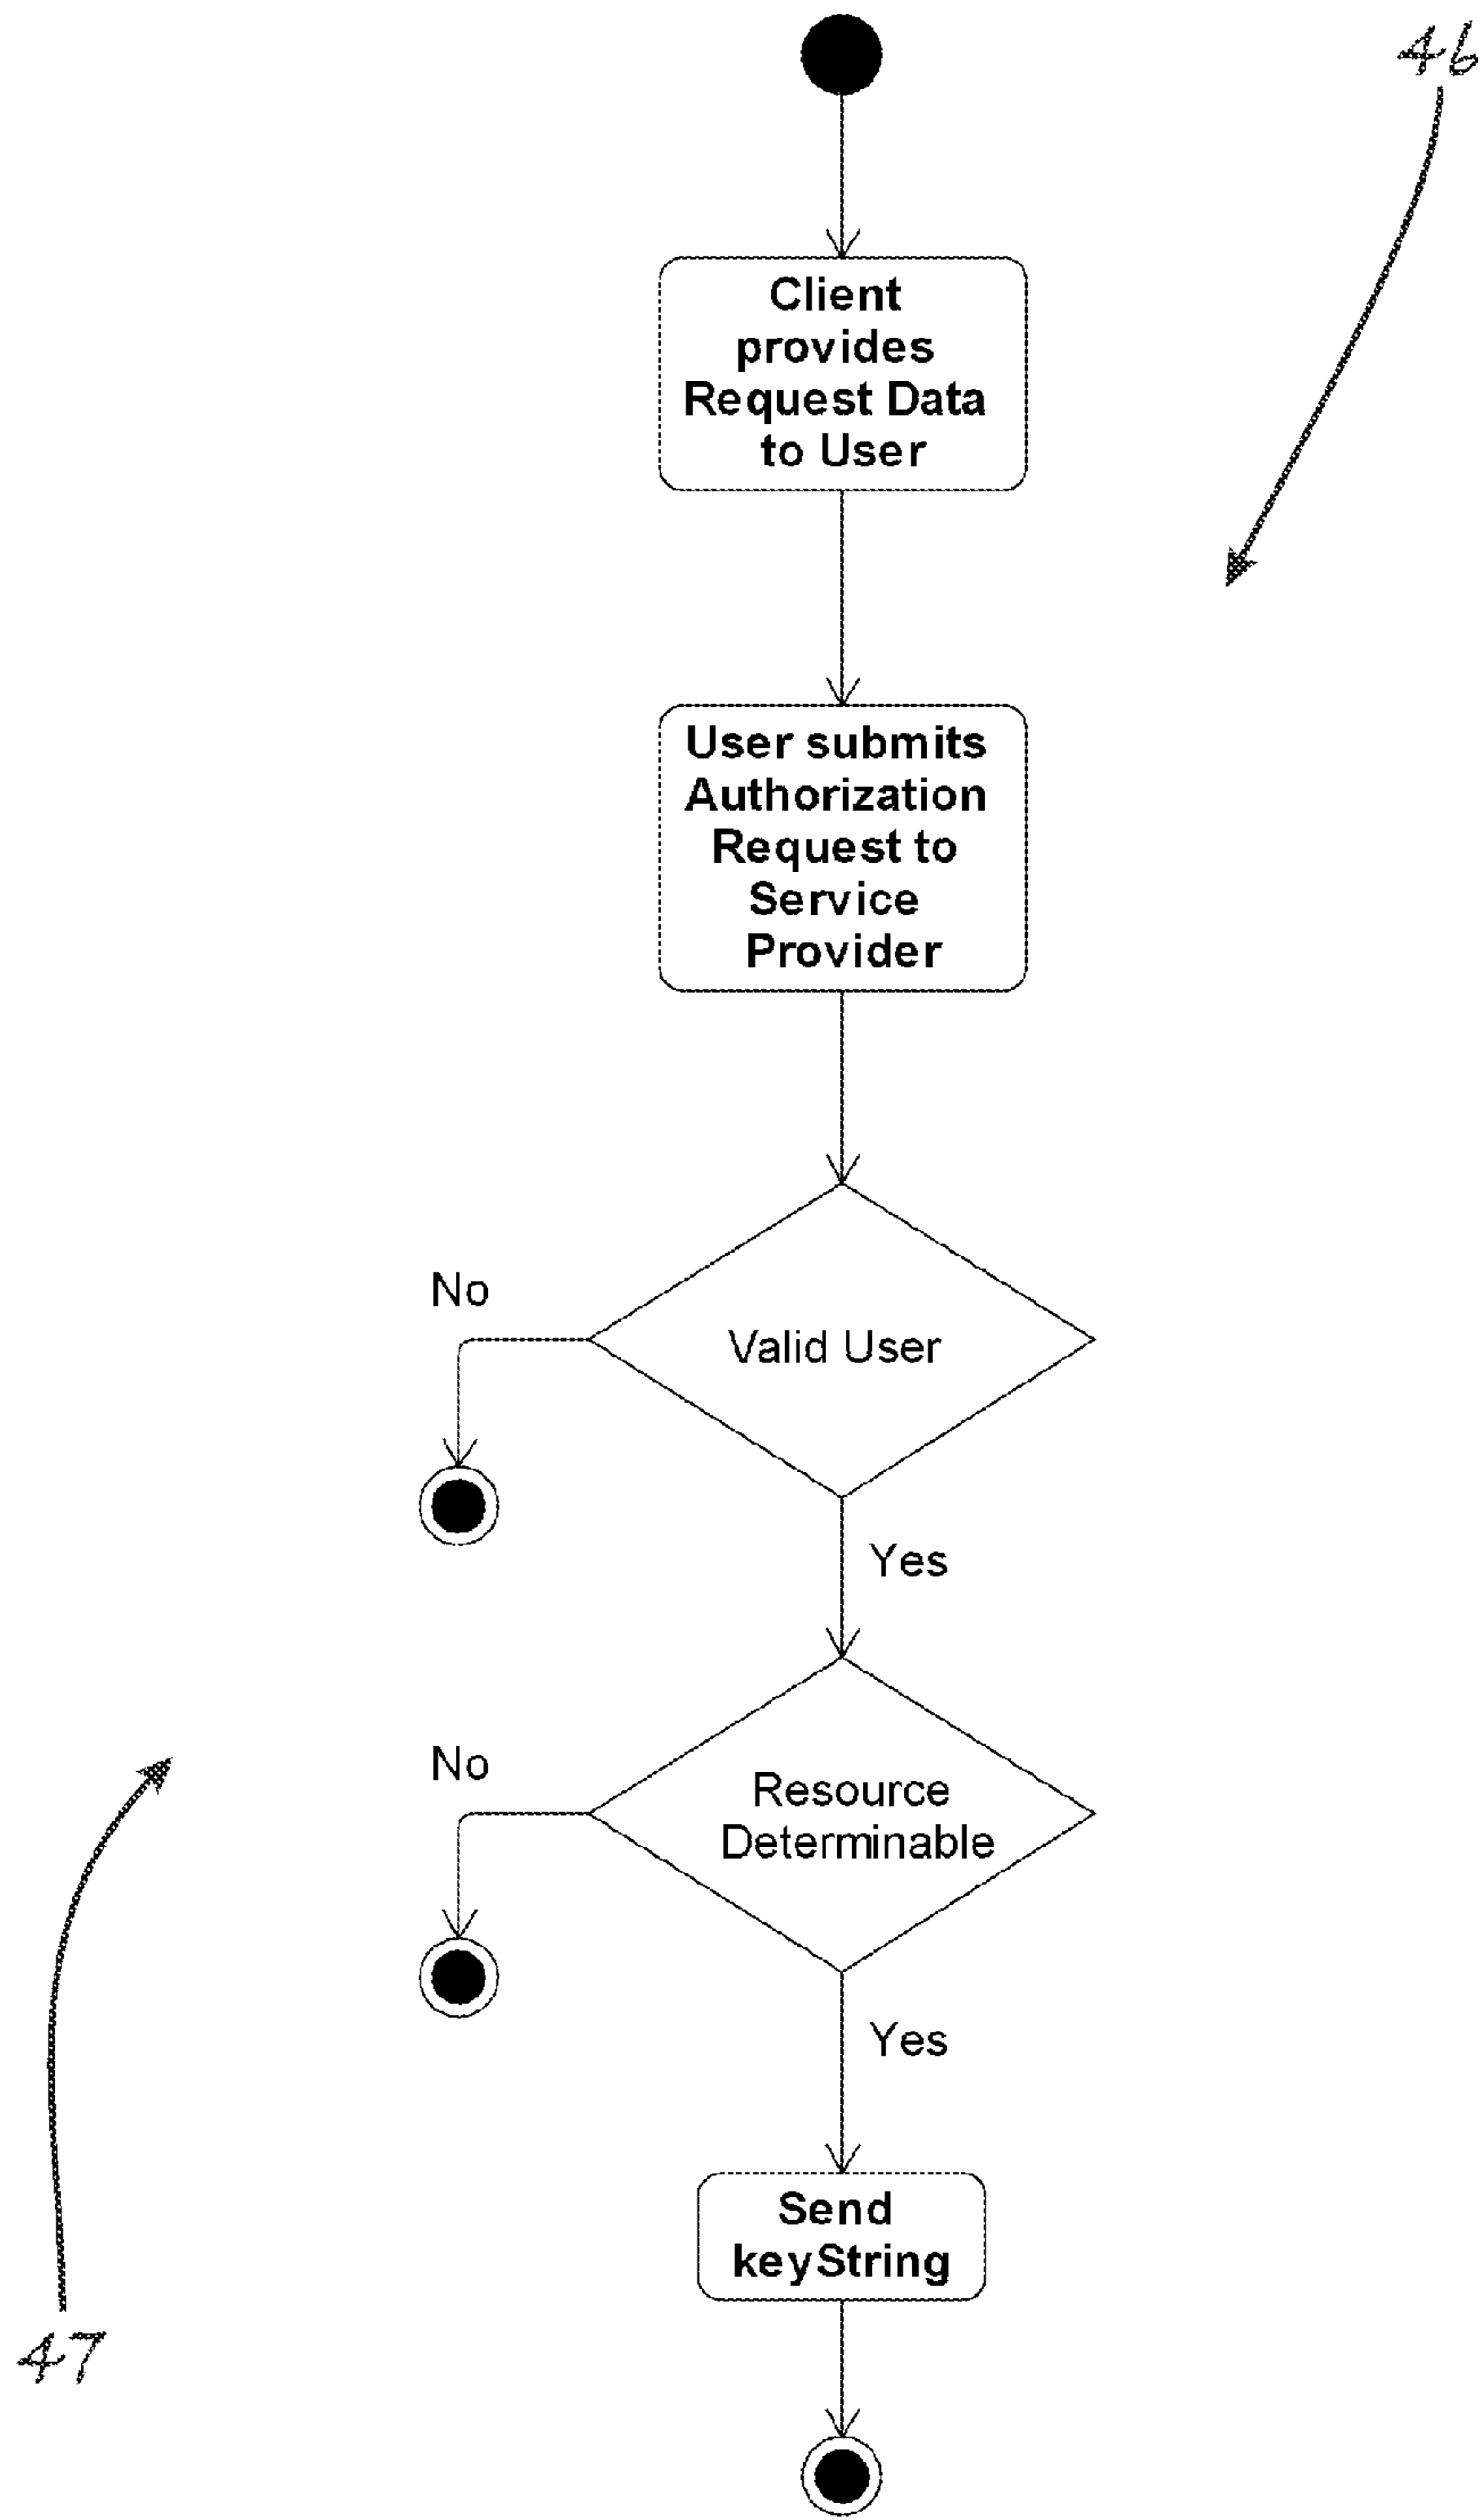 46
Client
provides
Request Data
to User
User submits
Authorization
Request to
Service
Provider
No
Valid User
Yes
No
Resource
Determinable
Yes
Send
keyString
47